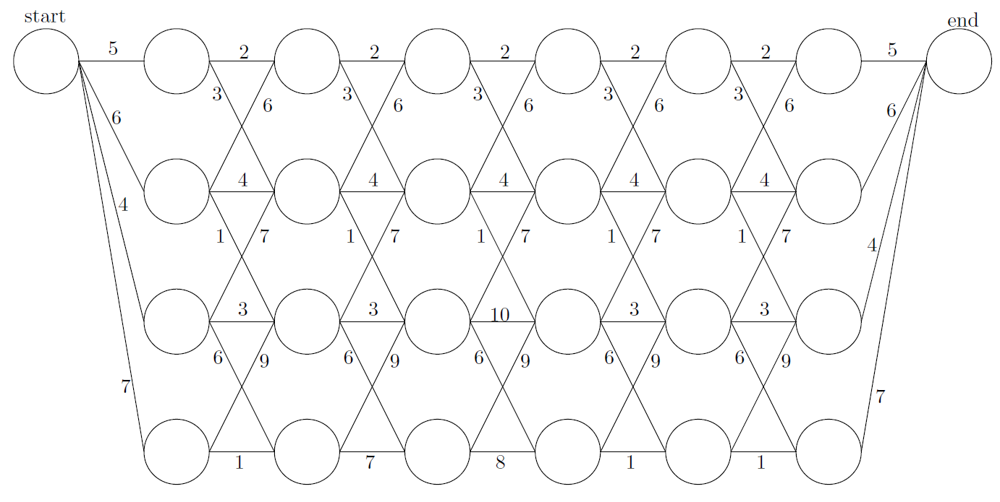 start
end
5 2 2 2 2 2 5
3 3 3 3 3
6 6 6 6 6 6 6
4 4 4 4 4
4 1 7 1 7 1 7 1 7 1 7 4
3 3 10 3 3
6 9 6 9 6 9 6 9 6 9
7 7
1 7 8 1 1